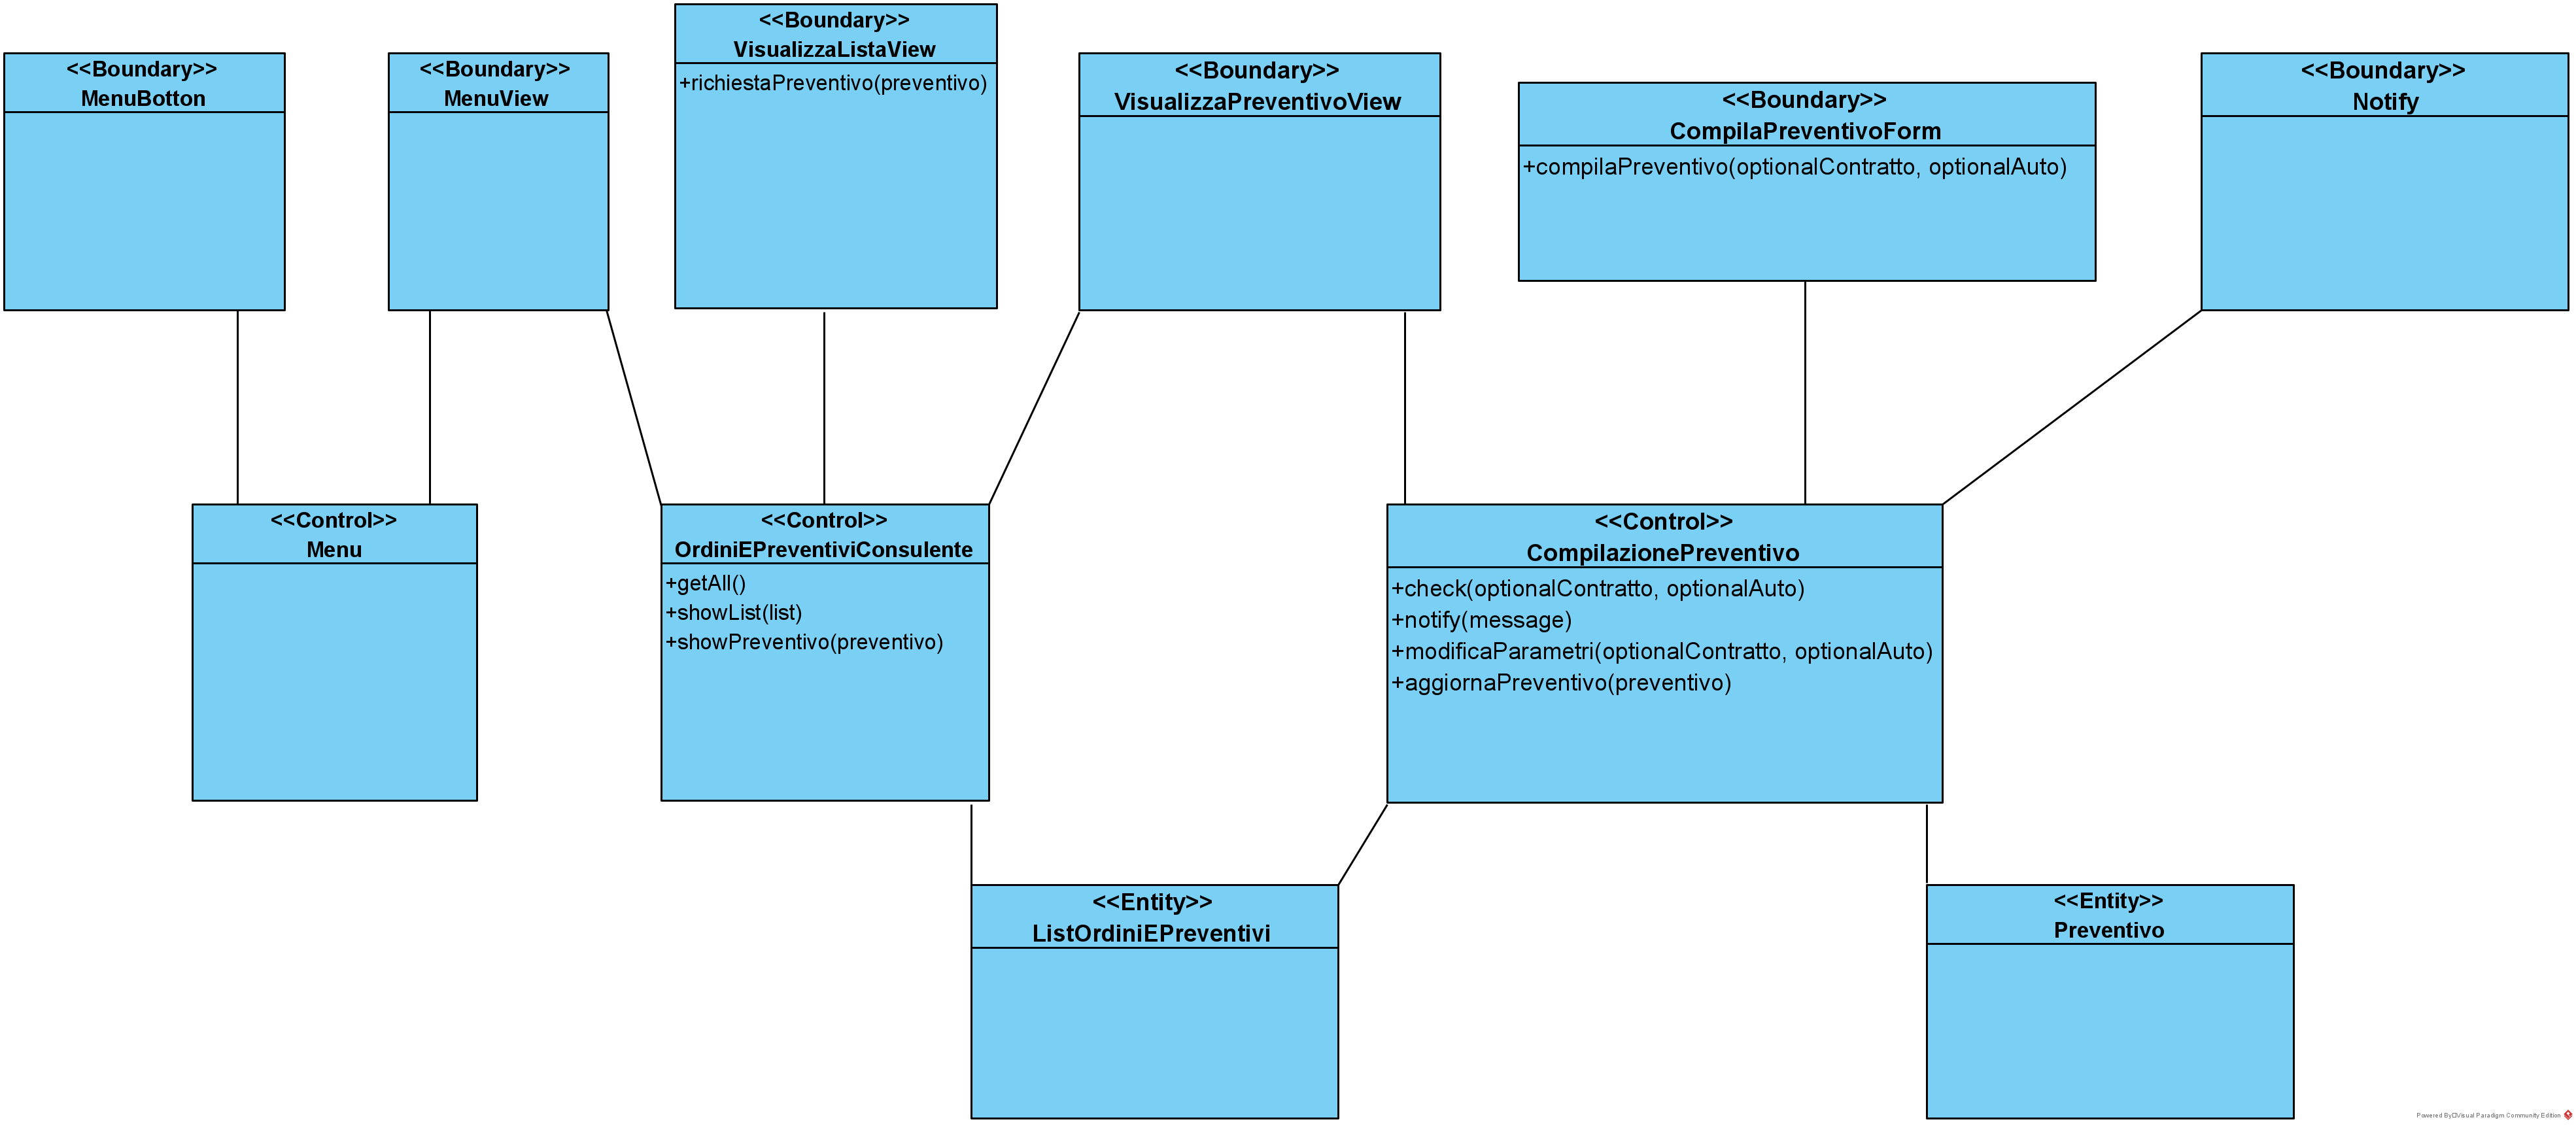 <<Boundary>>
MenuBotton
<<Boundary>>
MenuView
<<Boundary>>
VisualizzaListaView
+richiestaPreventivo(preventivo)
<<Boundary>>
VisualizzaPreventivoView
<<Boundary>>
CompilaPreventivoForm
+compilaPreventivo(optionalContratto, optionalAuto)
<<Boundary>>
Notify
<<Control>>
Menu
<<Control>>
OrdiniEPreventiviConsulente
+getAll()
+showList(list)
+showPreventivo(preventivo)
<<Control>>
CompilazionePreventivo
+check(optionalContratto, optionalAuto)
+notify(message)
+modificaParametri(optionalContratto, optionalAuto)
+aggiornaPreventivo(preventivo)
<<Entity>>
ListOrdiniEPreventivi
<<Entity>>
Preventivo
Powered By□Visual Paradigm Community Edition